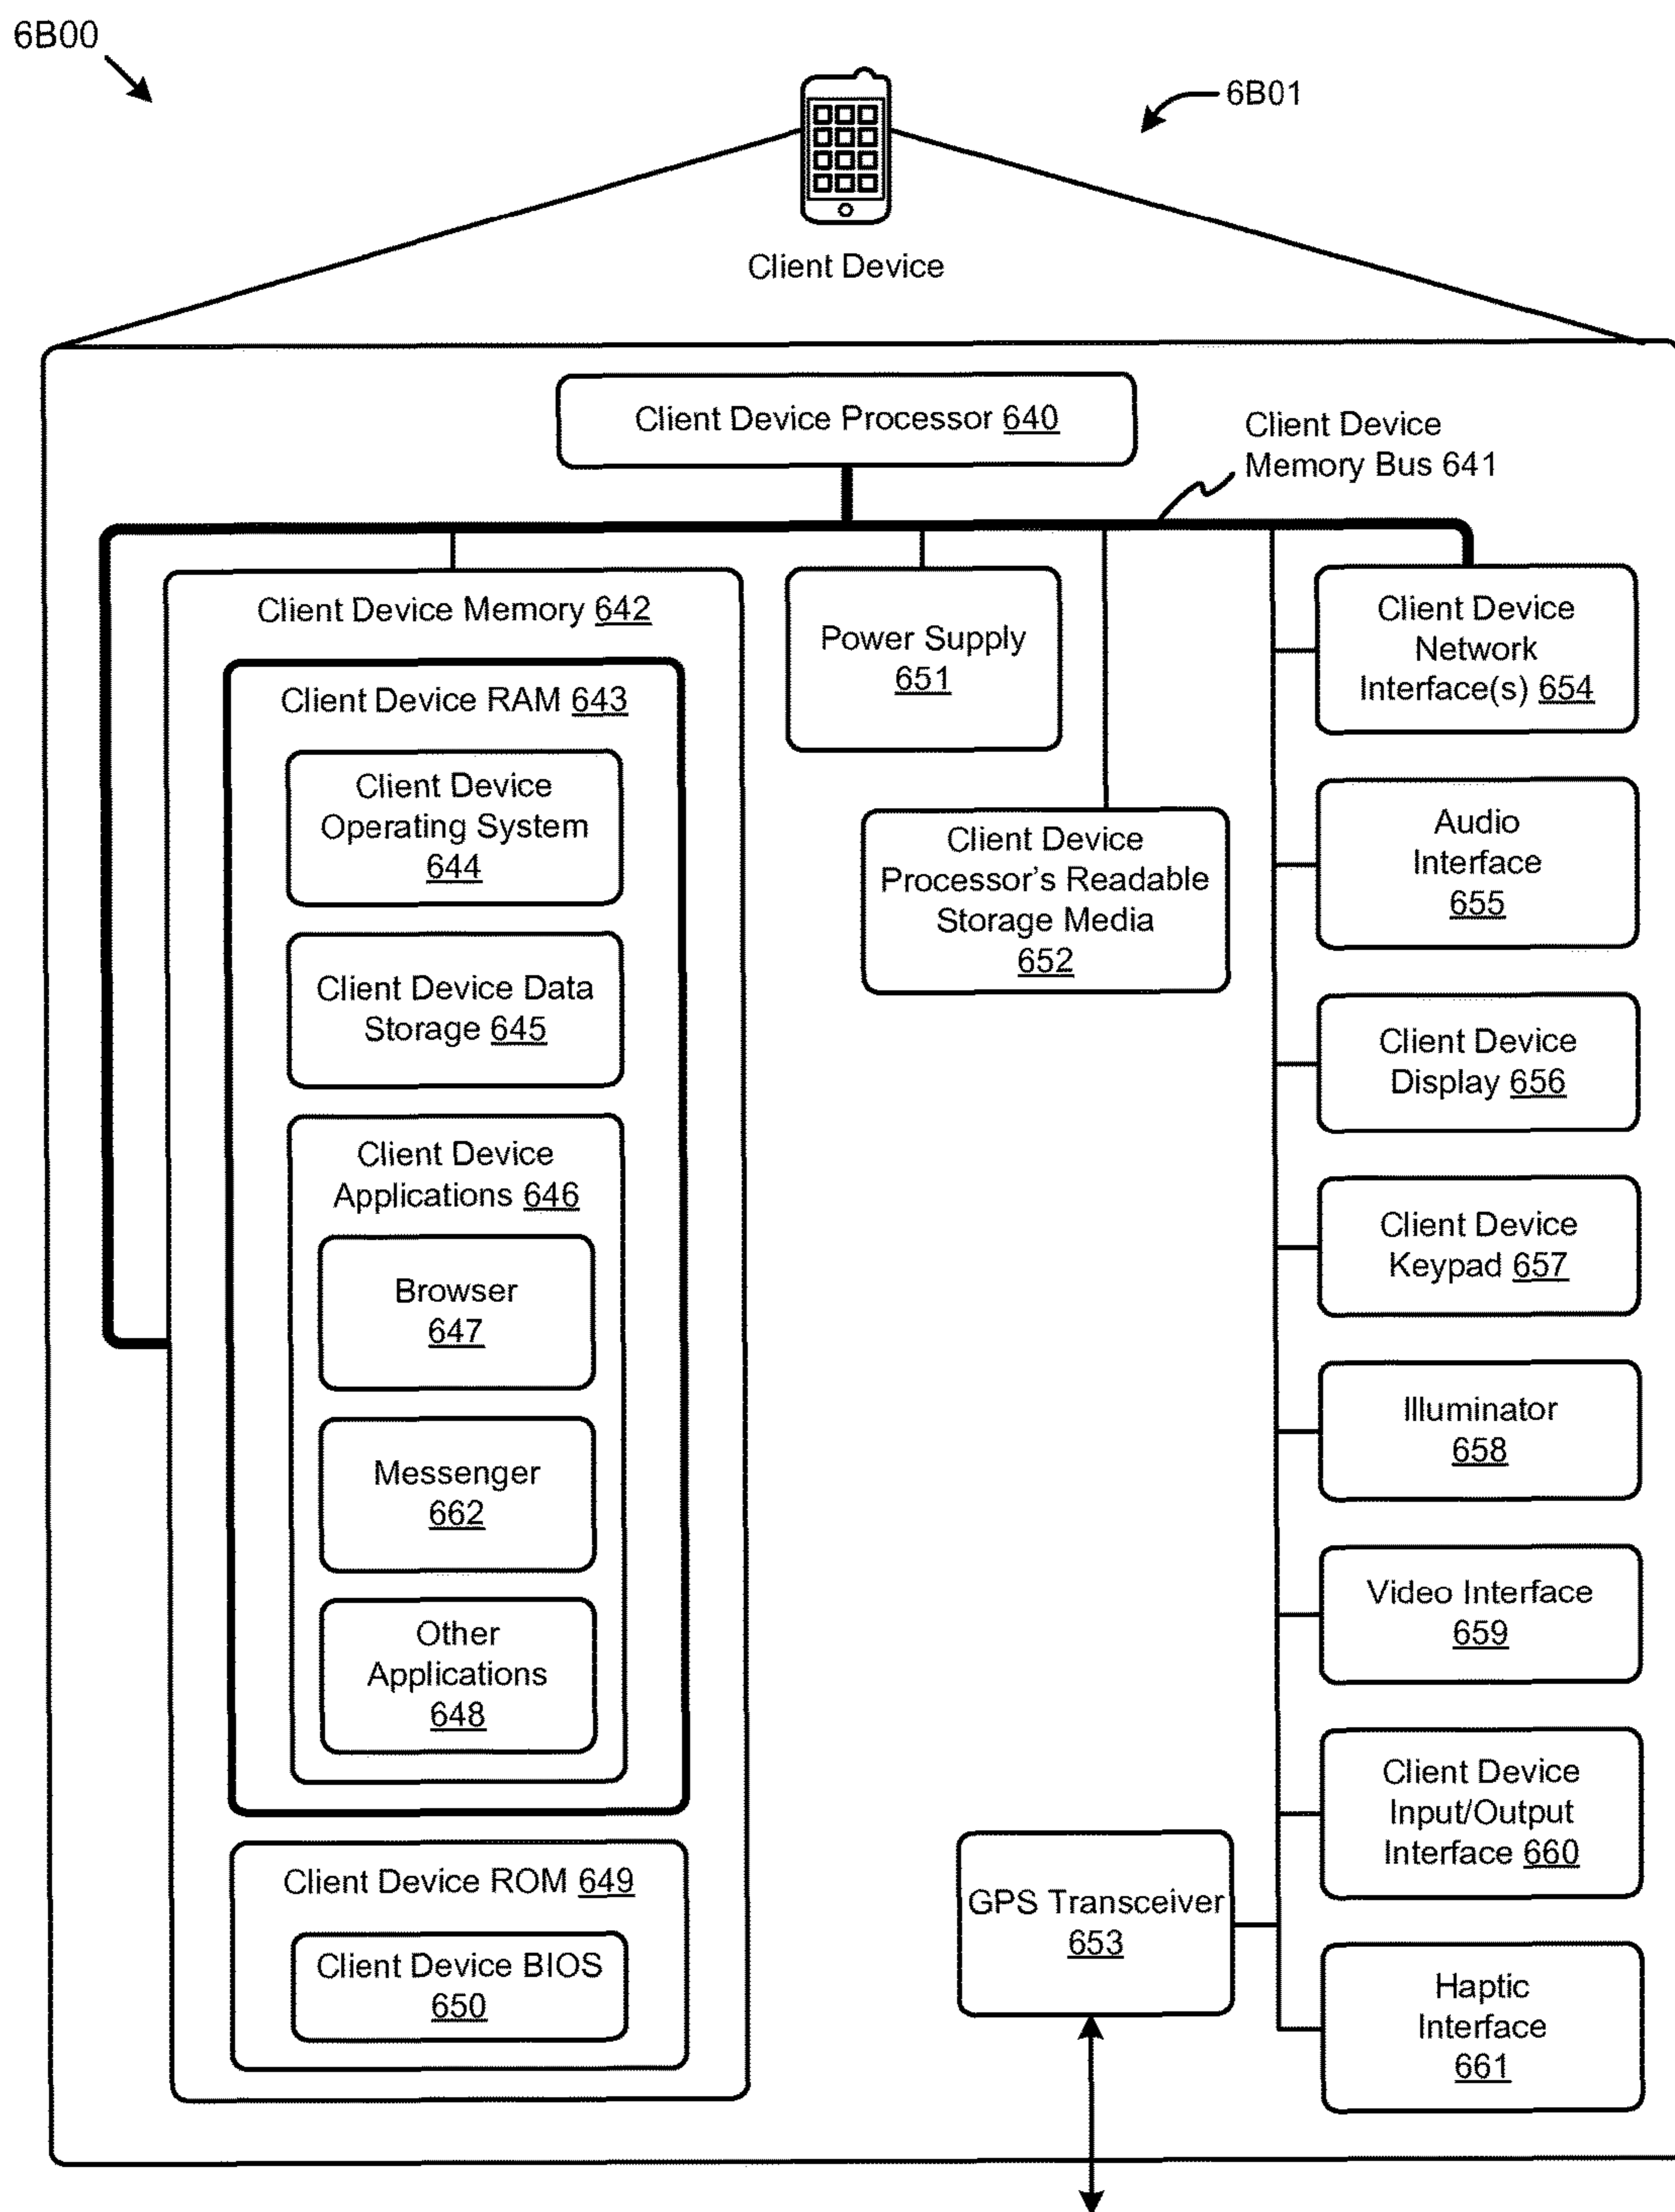 6B00
6B01
Client Device
Client Device Processor 640
Client Device
Memory Bus 641
Client Device Memory 642
Client Device RAM 643
Client Device
Operating System
644
Client Device Data
Storage 645
Client Device
Applications 646
Browser
647
Messenger
662
Other
Applications
648
Client Device ROM 649
Client Device BIOS
650
Power Supply
651
Client Device
Processor's Readable
Storage Media
652
GPS Transceiver
653
Client Device
Network
Interface(s) 654
Audio
Interface
655
Client Device
Display 656
Client Device
Keypad 657
Illuminator
658
Video Interface
659
Client Device
Input/Output
Interface 660
Haptic
Interface
661